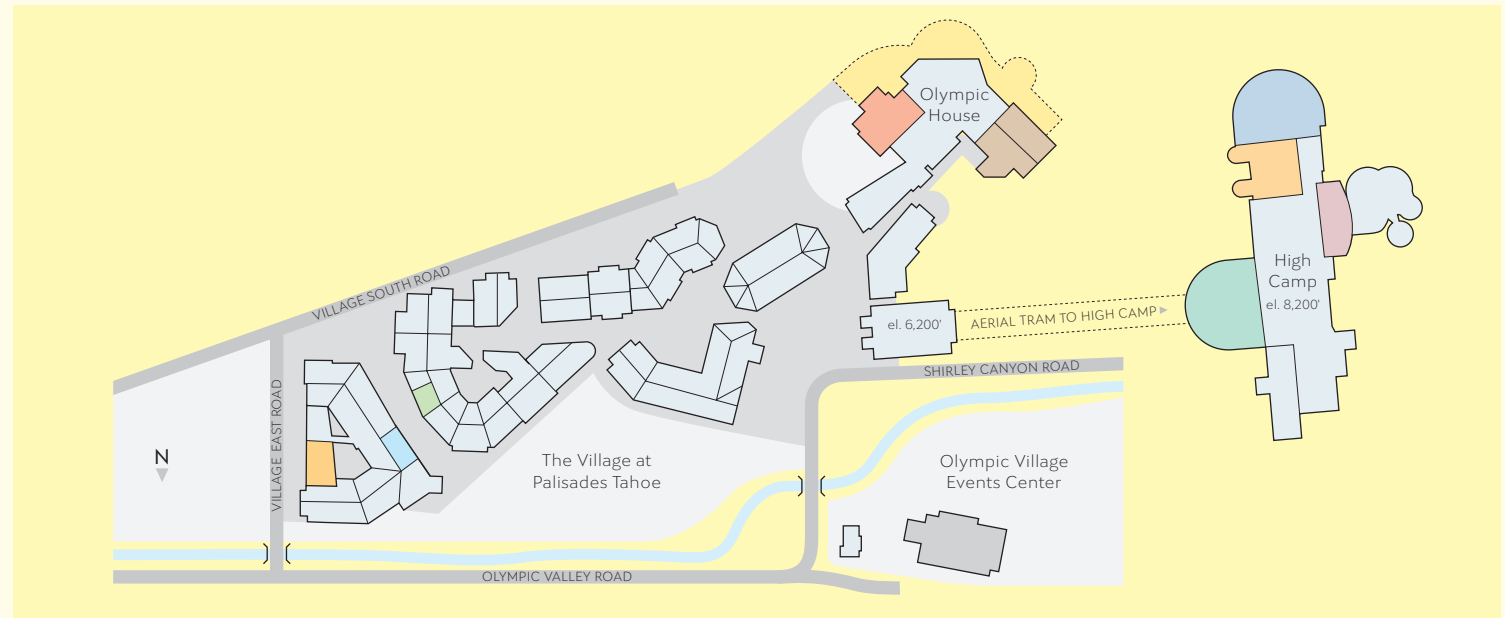 Olympic
House
VILLAGE SOUTH ROAD
High
Camp
el. 8,200'
el. 6,200'
AERIAL TRAM TO HIGH CAMP
SHIRLEY CANYON ROAD
VILLAGE EAST ROAD
N
The Village at
Palisades Tahoe
Olympic Village
Events Center
OLYMPIC VALLEY ROAD